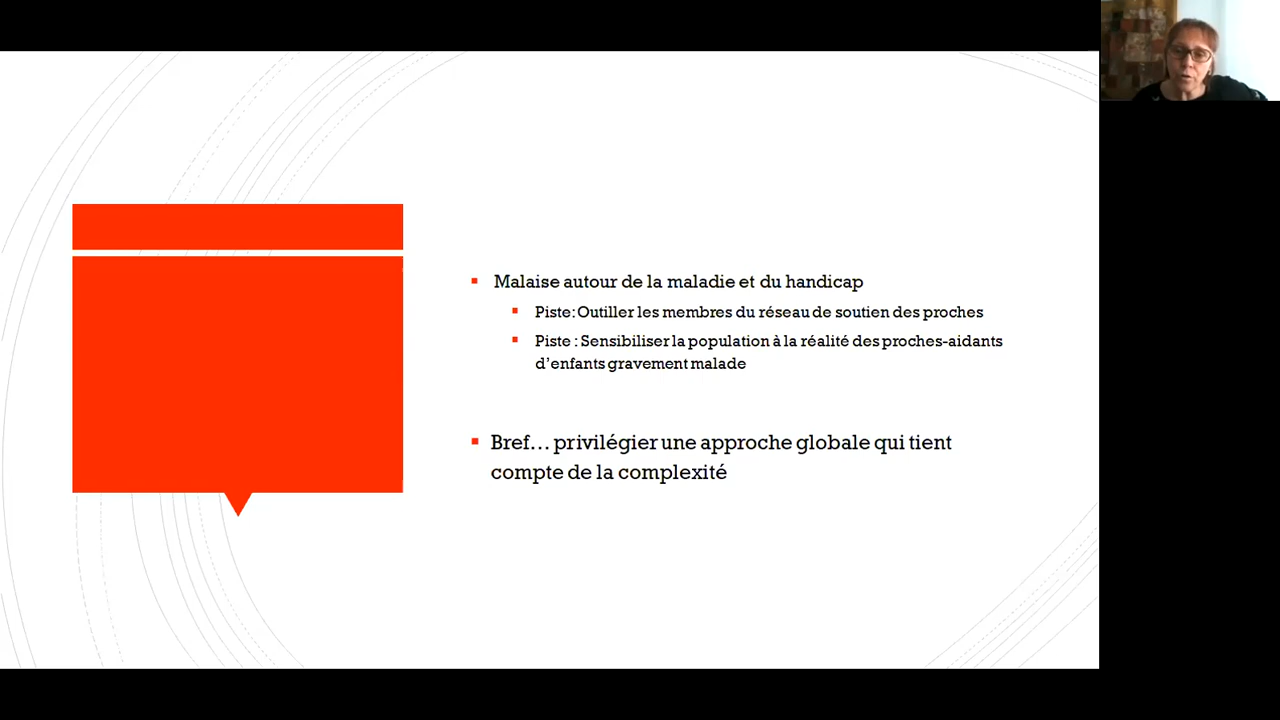 Malaise autour de la maladie et du handicap
Piste: Outiller les membres du réseau de soutien des proches
Piste : Sensibiliser la population à la réalité des proches-aidants
d’enfants gravement malade
Bref… privilégier une approche globale qui tient
compte de la complexité